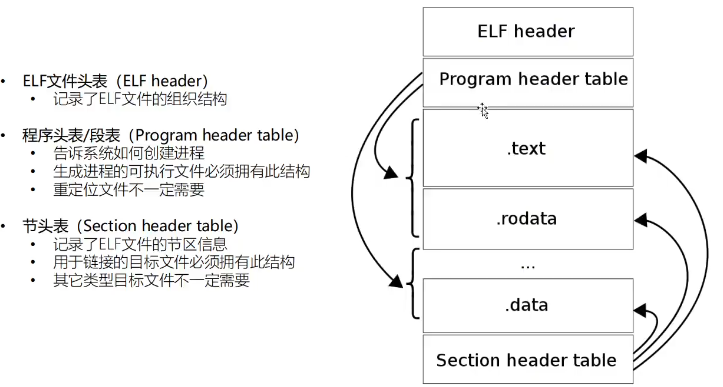 • ELF文件头表（ELF header）
• 记录了ELF文件的组织结构
• 程序头表/段表（Program header table）
• 告诉系统如何创建进程
• 生成进程的可执行文件必须拥有此结构
• 重定位文件不一定需要
• 节头表（Section header table）
• 记录了ELF文件的节区信息
• 用于链接的目标文件必须拥有此结构
• 其它类型目标文件不一定需要
ELF header
Program header table
.text
.rodata
...
.data
Section header table